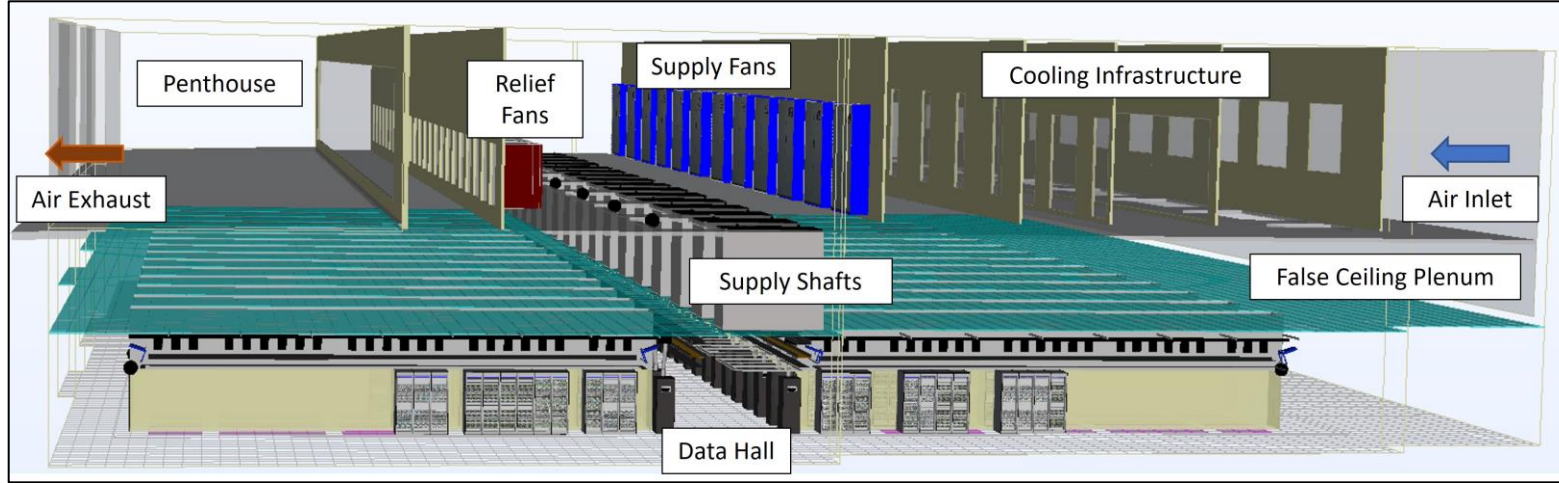 Penthouse
Relief
Fans
Supply Fans
Cooling Infrastructure
Air Exhaust
Air Inlet
Supply Shafts
False Ceiling Plenum
Data Hall